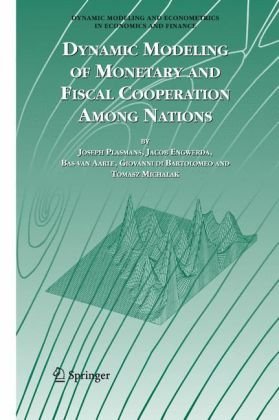 DYNAMIC MODELING AND ECONOMETRICS
IN ECONOMICS AND FINANCE
DYNAMIC MODELING
OF MONETARY AND
FISCAL COOPERATION
AMONG NATIONS
BY
JOSEPH PLASMANS, JACOB ENGWERDA,
BAS VAN AARLE, GIOVANNI DI BARTOLOMEO AND
TOMASZ MICHALAK
Springer